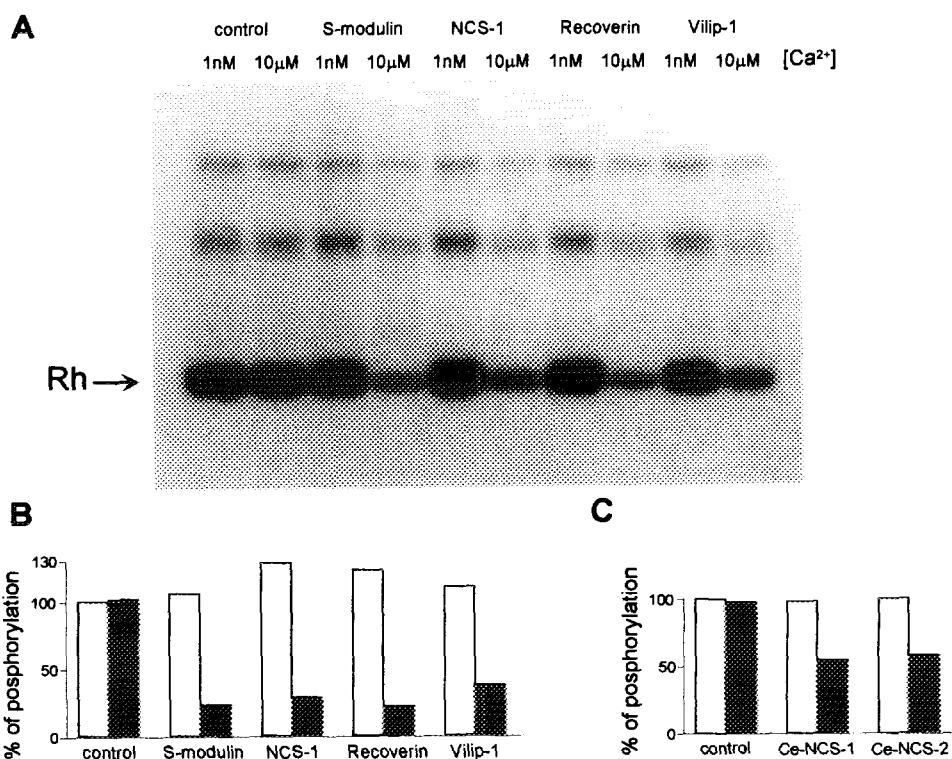 A
control S-modulin NCS-1 Recoverin Vilip-1
1nM 10μM 1nM 10μM 1nM 10μM 1nM 10μM 1nM 10μM [Ca²⁺]
Rh
B
% of posphorylation
130
100
50
0
control S-modulin NCS-1 Recoverin Vilip-1
C
% of posphorylation
100
50
0
control Ce-NCS-1 Ce-NCS-2